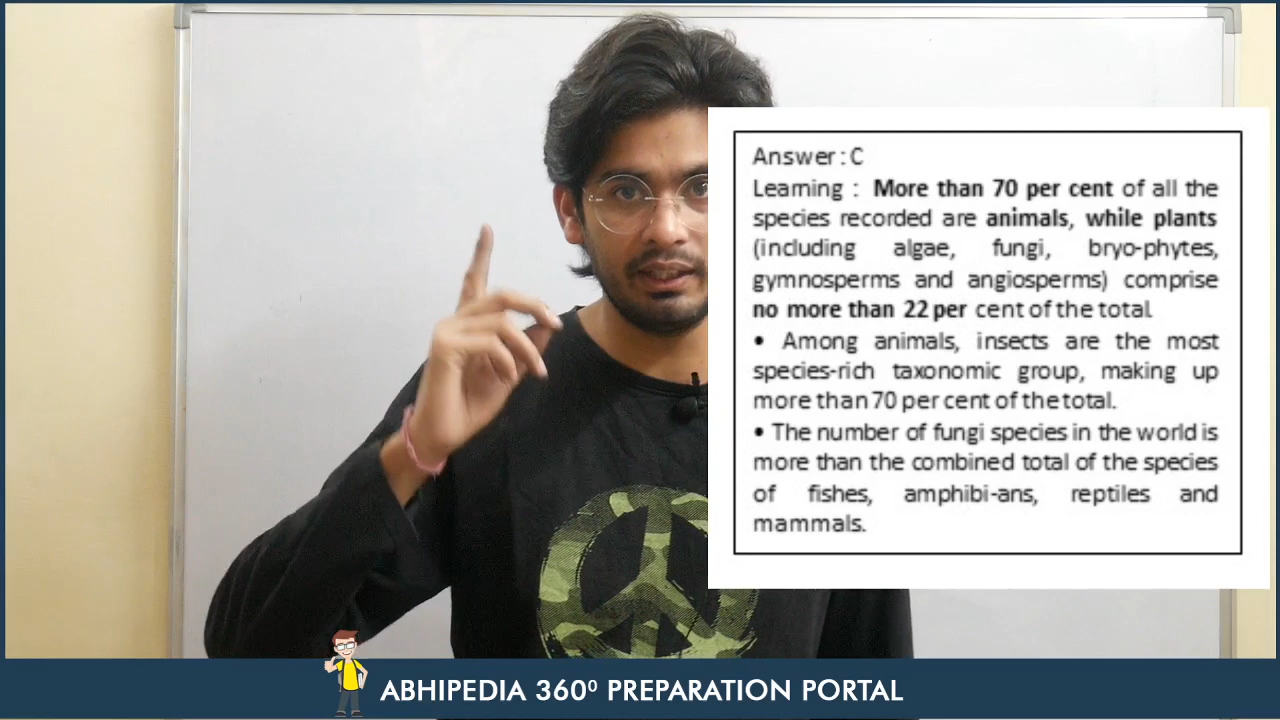 Answer : C
Learning : More than 70 per cent of all the
species recorded are animals, while plants
(including algae, fungi, bryo-phytes,
gymnosperms and angiosperms) comprise
no more than 22 per cent of the total.
• Among animals, insects are the most
species-rich taxonomic group, making up
more than 70 per cent of the total.
• The number of fungi species in the world is
more than the combined total of the species
of fishes, amphibi-ans, reptiles and
mammals.
ABHIPEDIA 360⁰ PREPARATION PORTAL